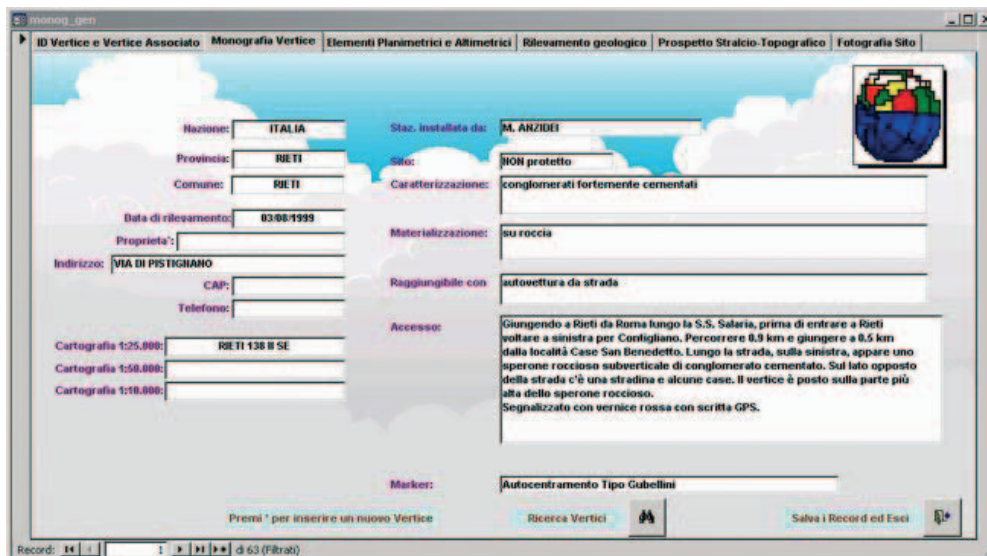 monog_gen
ID Vertice e Vertice Associato Monografia Vertice Elementi Planimetrici e Altimetrici Rilevamento geologico Prospetto Stralcio-Topografico Fotografia Sito
Nazione: ITALIA
Provincia: RIETI
Comune: RIETI
Data di rilevamento: 03/08/1999
Proprieta':
Indirizzo: VIA DI PISTIGNANO
CAP:
Telefono:
Cartografia 1:25.000: RIETI 138 II SE
Cartografia 1:50.000:
Cartografia 1:10.000:
Staz. installata da: M. ANZIDEI
Sito: NON protetto
Caratterizzazione: conglomerati fortemente cementati
Materializzazione: su roccia
Raggiungibile con autovettura da strada
Accesso: Giungendo a Rieti da Roma lungo la S.S. Salaria, prima di entrare a Rieti
voltare a sinistra per Contigliano. Percorrere 0.9 km e giungere a 0.5 km
dalla località Case San Benedetto. Lungo la strada, sulla sinistra, appare uno
sperone roccioso subverticale di conglomerato cementato. Sul lato opposto
della strada c'è una stradina e alcune case. Il vertice è posto sulla parte più
alta dello sperone roccioso.
Segnalizzato con vernice rossa con scritta GPS.
Marker: Autocentramento Tipo Gubellini
Premi * per inserire un nuovo Vertice Ricerca Vertici Salva i Record ed Esci
Record: 1 di 63 (Filtrati)